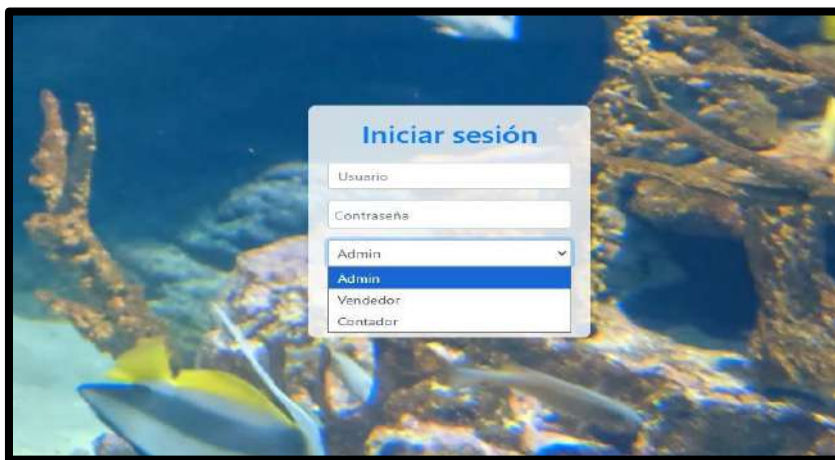 Iniciar sesión
Usuario
Contraseña
Admin
Admin
Vendedor
Contador